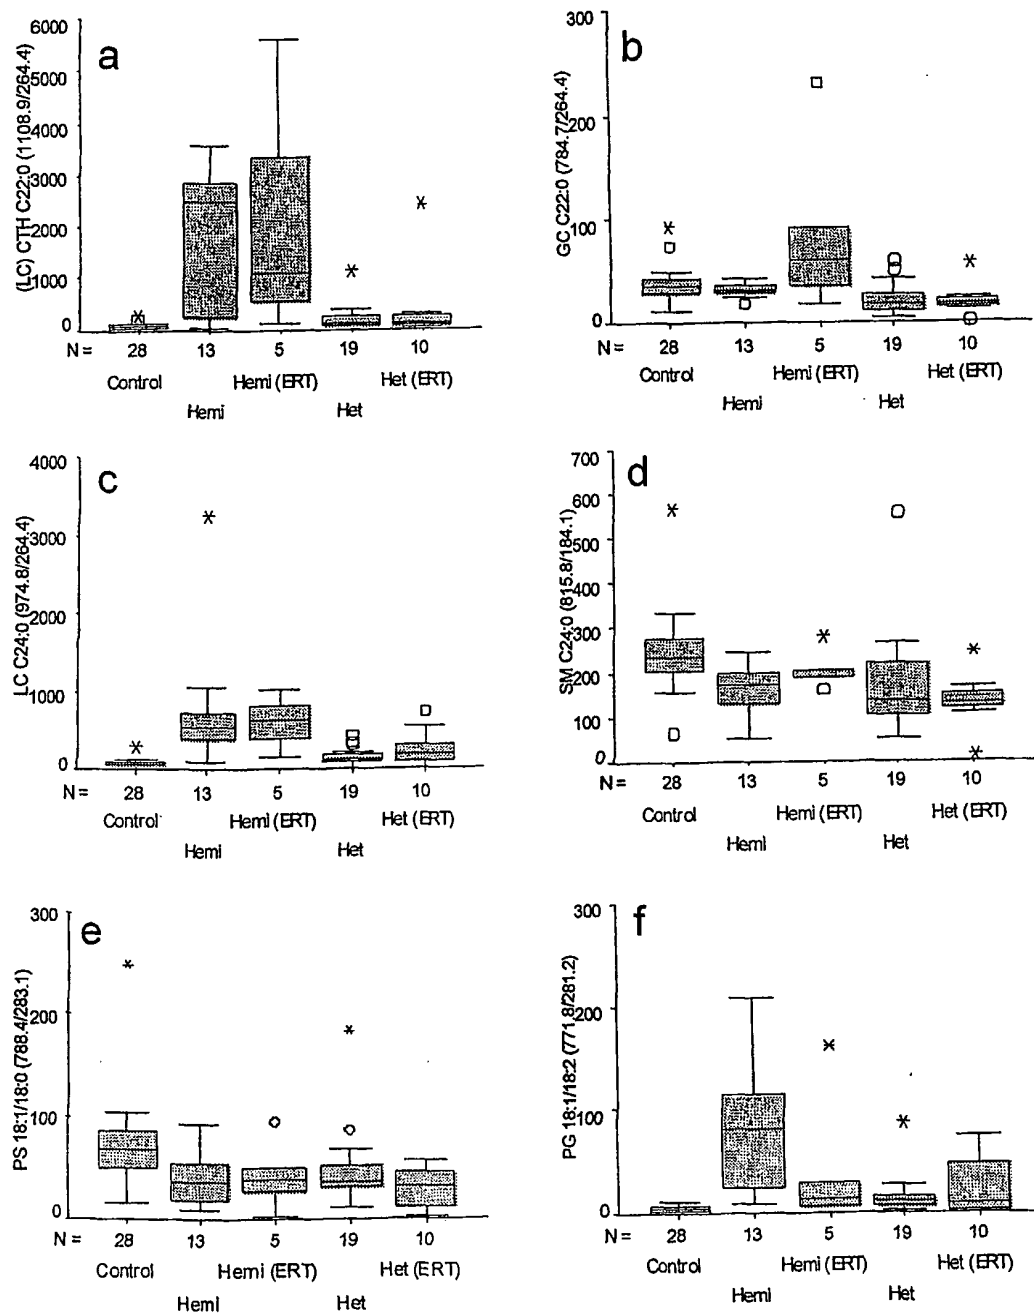 a
(LC) CTH C22:0 (1108.9/264.4)
6000
5000
4000
3000
2000
1000
0
N = 28 13 5 19 10
Control Hemi (ERT) Het (ERT)
Hemi Het
b
GC C22:0 (784.7/264.4)
300
200
100
0
N = 28 13 5 19 10
Control Hemi (ERT) Het (ERT)
Hemi Het
c
LC C24:0 (974.8/264.4)
4000
3000
2000
1000
0
N = 28 13 5 19 10
Control Hemi (ERT) Het (ERT)
Hemi Het
d
SM C24:0 (815.8/184.1)
700
600
500
400
300
200
100
0
N = 28 13 5 19 10
Control Hemi (ERT) Het (ERT)
Hemi Het
e
PS 18:1/18:0 (788.4/283.1)
300
200
100
0
N = 28 13 5 19 10
Control Hemi (ERT) Het (ERT)
Hemi Het
f
PG 18:1/18:2 (771.8/281.2)
300
200
100
0
N = 28 13 5 19 10
Control Hemi (ERT) Het (ERT)
Hemi Het